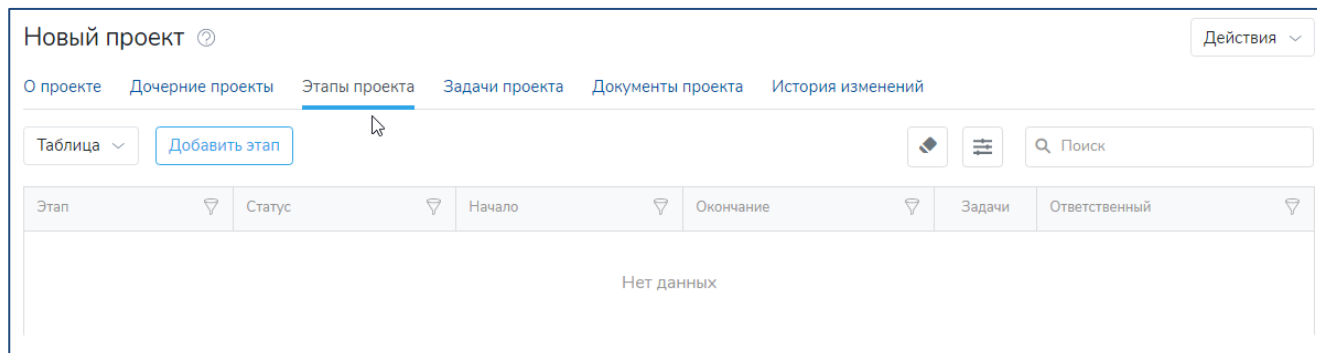 Новый проект
Действия
О проекте Дочерние проекты Этапы проекта Задачи проекта Документы проекта История изменений
Таблица Добавить этап Поиск
Этап Статус Начало Окончание Задачи Ответственный
Нет данных